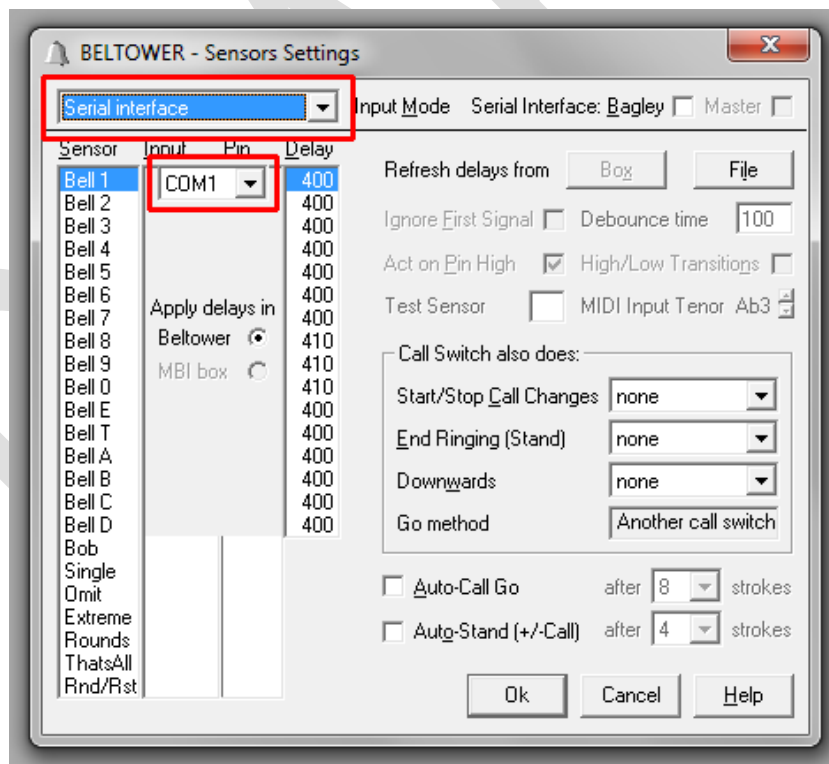 BELTOWER - Sensors Settings
Serial interface Input Mode Serial Interface: Bagley Master
Sensor Input Pin Delay
Bell 1 COM1 400 Refresh delays from Box File
Bell 2 400
Bell 3 400 Ignore First Signal Debounce time 100
Bell 4 400
Bell 5 400 Act on Pin High High/Low Transitions
Bell 6 400
Bell 7 Apply delays in 400 Test Sensor MIDI Input Tenor Ab3
Bell 8 Beltower 410
Bell 9 MBI box 410 Call Switch also does:
Bell 0 410 Start/Stop Call Changes none
Bell E 400
Bell T 400 End Ringing (Stand) none
Bell A 400
Bell B 400 Downwards none
Bell C 400
Bell D 400 Go method Another call switch
Bob
Single
Omit Auto-Call Go after 8 strokes
Extreme
Rounds Auto-Stand (+/-Call) after 4 strokes
ThatsAll
Rnd/Rst
Ok Cancel Help